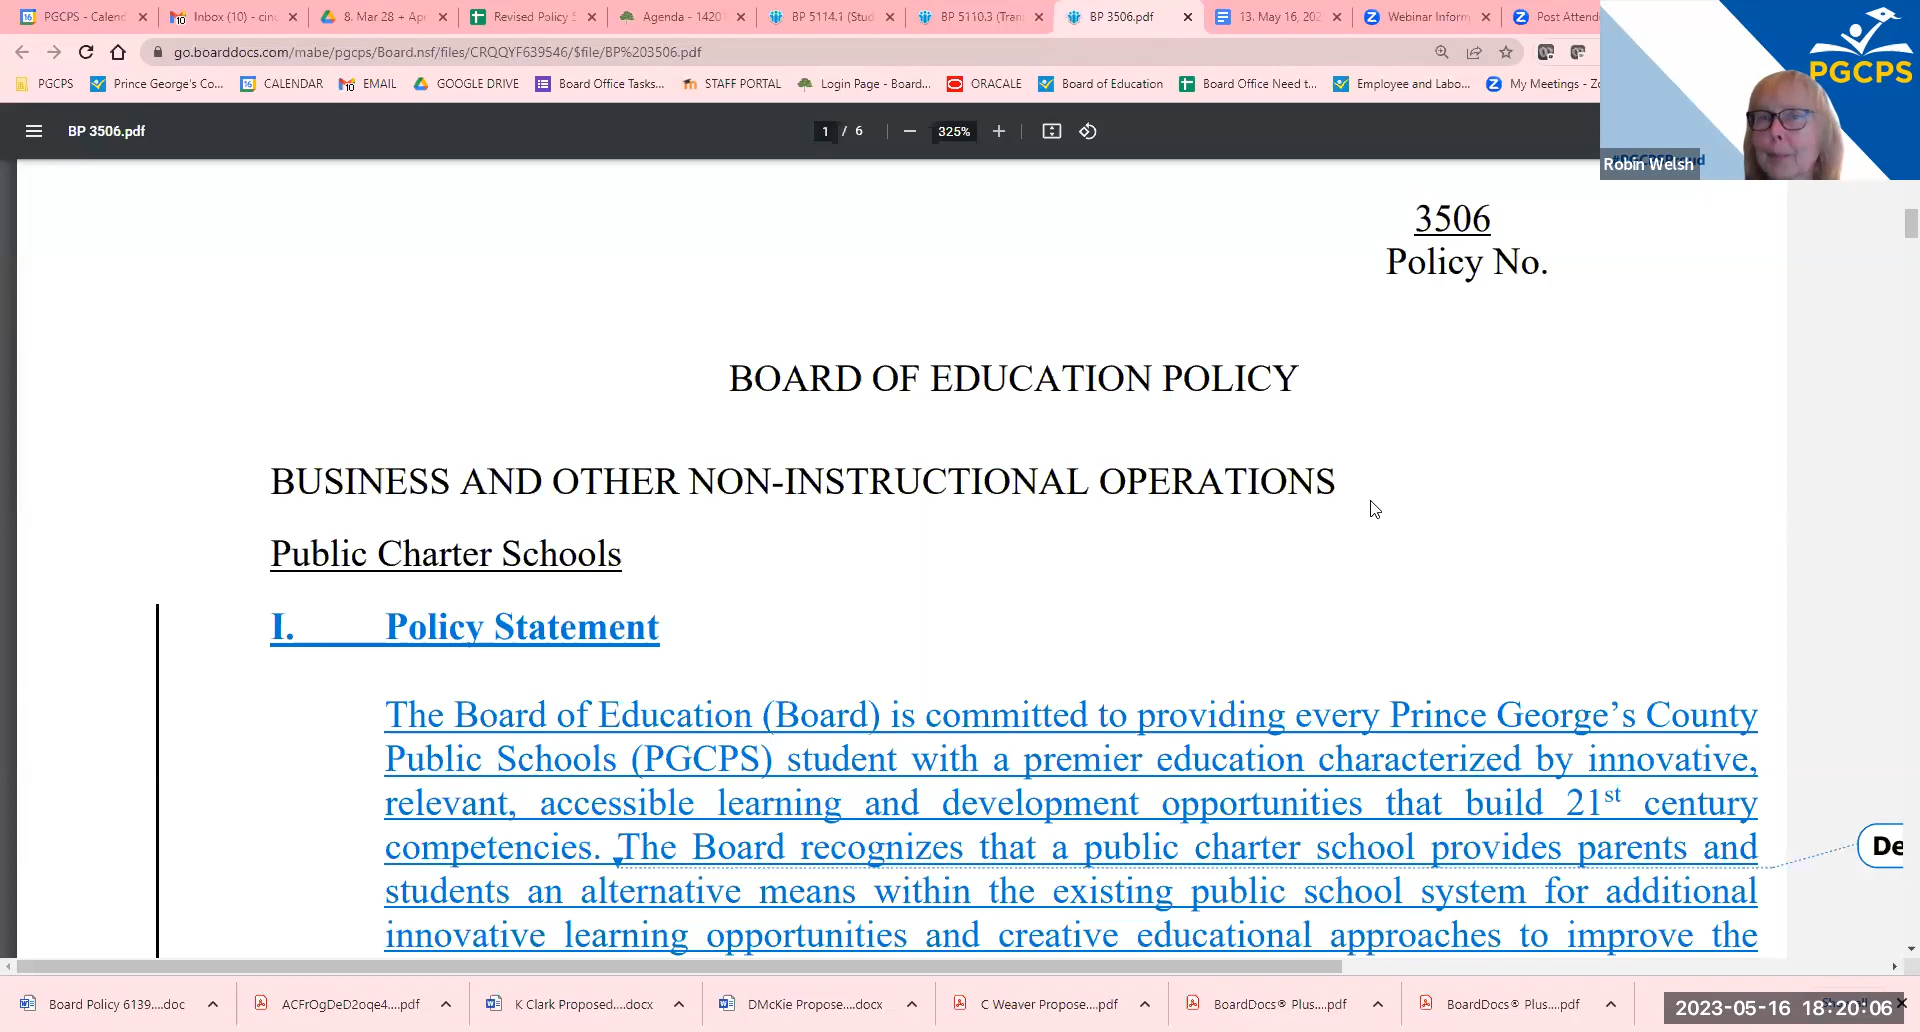 PGCPS - Calend
Inbox (10) - cin
8. Mar 28 + Ap
Revised Policy
Agenda - 1420
BP 5114.1 (Stud
BP 5110.3 (Tran
BP 3506.pdf
13. May 16, 202
Webinar Inform
Post Attend
go.boarddocs.com/mabe/pgcps/Board.nsf/files/CRQQYF639546/$file/BP%203506.pdf
PGCPS
Prince George's Co...
CALENDAR
EMAIL
GOOGLE DRIVE
Board Office Tasks...
STAFF PORTAL
Login Page - Board...
ORACALE
Board of Education
Board Office Need t...
Employee and Labo...
My Meetings - Zo
PGCPS
Robin Welsh
BP 3506.pdf
1 / 6
325%
3506
Policy No.
BOARD OF EDUCATION POLICY
BUSINESS AND OTHER NON-INSTRUCTIONAL OPERATIONS
Public Charter Schools
I. Policy Statement
The Board of Education (Board) is committed to providing every Prince George’s County
Public Schools (PGCPS) student with a premier education characterized by innovative,
relevant, accessible learning and development opportunities that build 21st century
competencies. The Board recognizes that a public charter school provides parents and
De
students an alternative means within the existing public school system for additional
innovative learning opportunities and creative educational approaches to improve the
Board Policy 6139....doc
ACFrOgDeD2oqe4....pdf
K Clark Proposed....docx
DMcKie Propose....docx
C Weaver Propose....pdf
BoardDocs® Plus....pdf
BoardDocs® Plus....pdf
2023-05-16 18:20:06